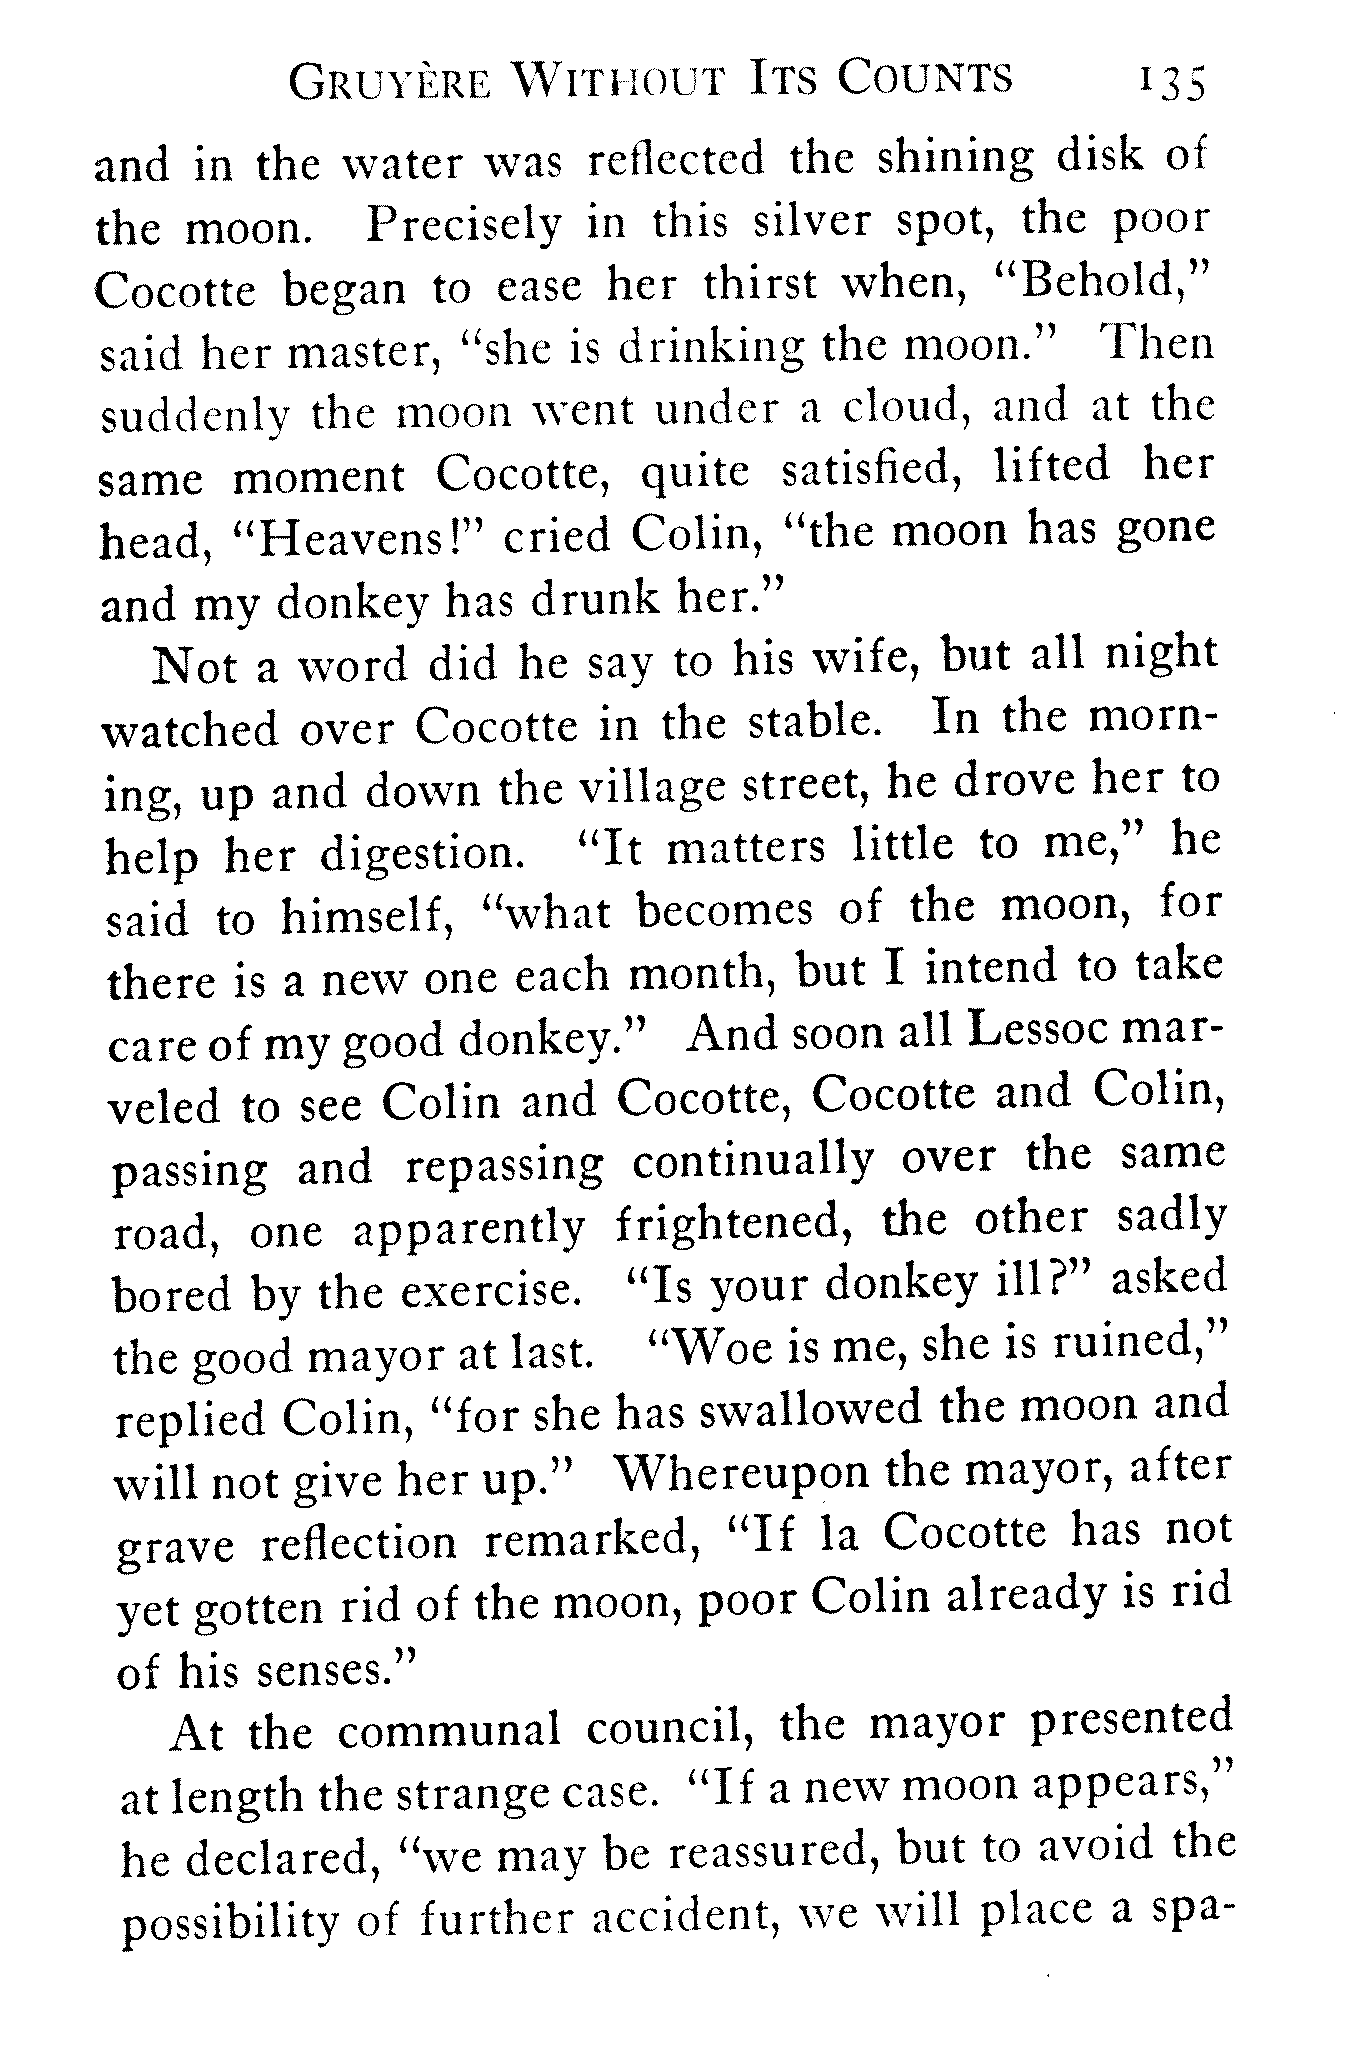 GRUYÈRE WITHOUT ITS COUNTS 135
and in the water was reflected the shining disk of
the moon. Precisely in this silver spot, the poor
Cocotte began to ease her thirst when, “Behold,”
said her master, “she is drinking the moon.” Then
suddenly the moon went under a cloud, and at the
same moment Cocotte, quite satisfied, lifted her
head, “Heavens!” cried Colin, “the moon has gone
and my donkey has drunk her.”
Not a word did he say to his wife, but all night
watched over Cocotte in the stable. In the morn-
ing, up and down the village street, he drove her to
help her digestion. “It matters little to me,” he
said to himself, “what becomes of the moon, for
there is a new one each month, but I intend to take
care of my good donkey.” And soon all Lessoc mar-
veled to see Colin and Cocotte, Cocotte and Colin,
passing and repassing continually over the same
road, one apparently frightened, the other sadly
bored by the exercise. “Is your donkey ill?” asked
the good mayor at last. “Woe is me, she is ruined,”
replied Colin, “for she has swallowed the moon and
will not give her up.” Whereupon the mayor, after
grave reflection remarked, “If la Cocotte has not
yet gotten rid of the moon, poor Colin already is rid
of his senses.”
At the communal council, the mayor presented
at length the strange case. “If a new moon appears,”
he declared, “we may be reassured, but to avoid the
possibility of further accident, we will place a spa-